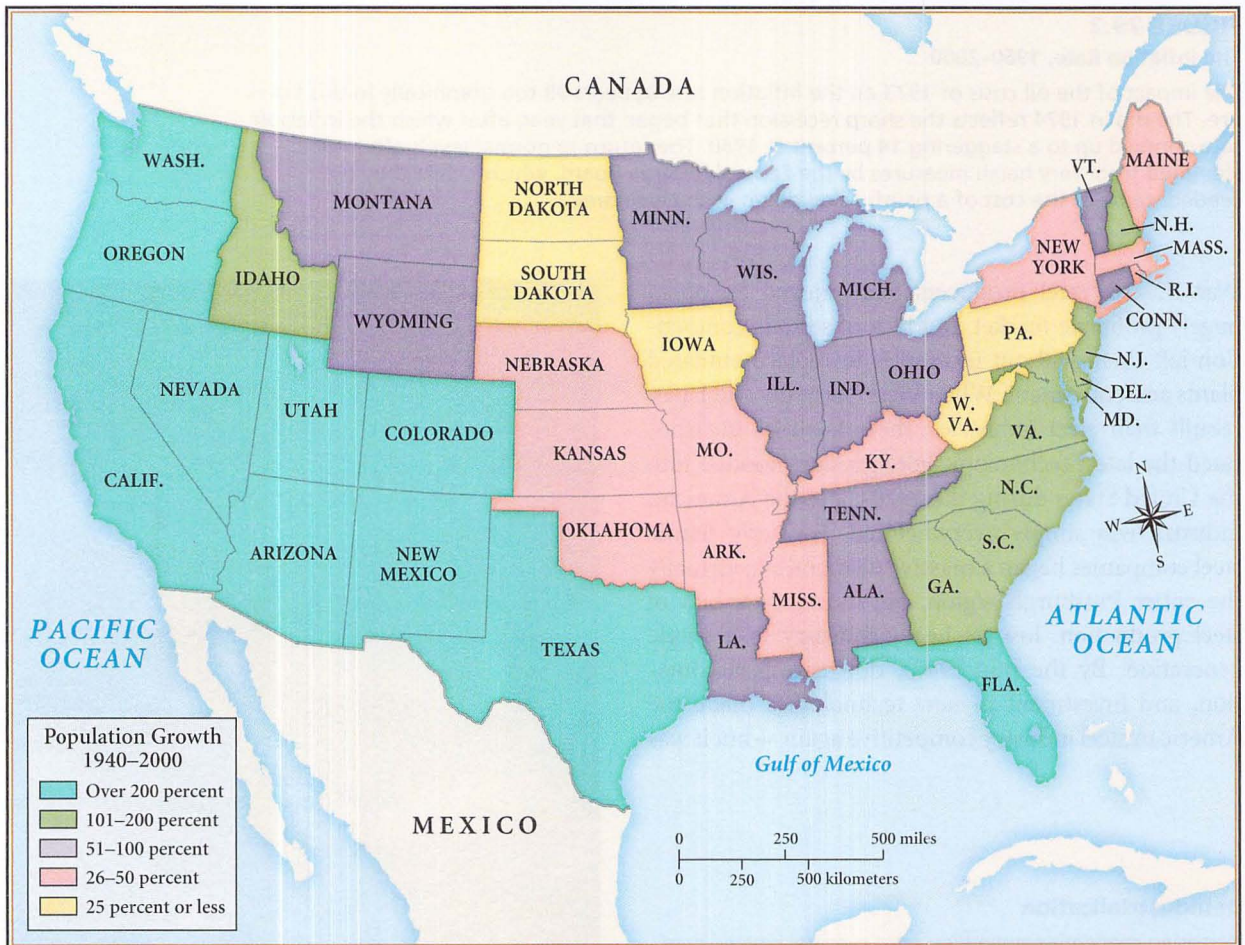 CANADA
WASH.
MONTANA
NORTH
DAKOTA
MINN.
VT.
MAINE
OREGON
IDAHO
SOUTH
DAKOTA
WIS.
MICH.
NEW
YORK
N.H.
MASS.
R.I.
CONN.
WYOMING
IOWA
PA.
N.J.
NEBRASKA
NEVADA
UTAH
COLORADO
ILL.
IND.
OHIO
W.
VA.
DEL.
MD.
VA.
CALIF.
KANSAS
MO.
KY.
N.C.
ARIZONA
NEW
MEXICO
OKLAHOMA
ARK.
TENN.
S.C.
N
W
E
S
MISS.
ALA.
GA.
PACIFIC
OCEAN
TEXAS
LA.
FLA.
ATLANTIC
OCEAN
Gulf of Mexico
MEXICO
Population Growth
1940–2000
Over 200 percent
101–200 percent
51–100 percent
26–50 percent
25 percent or less
0 250 500 miles
0 250 500 kilometers